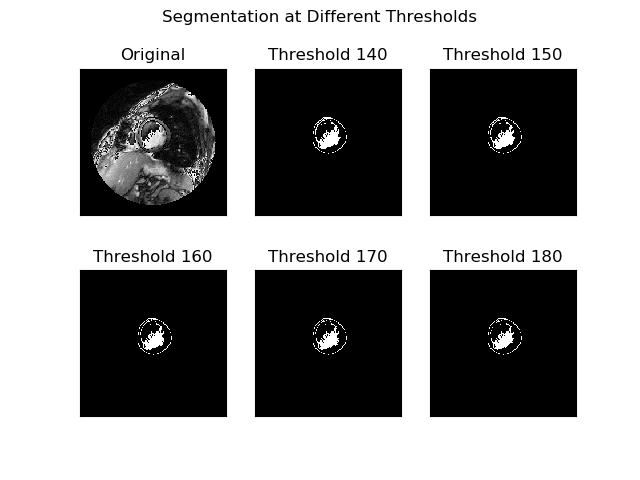 Segmentation at Different Thresholds
Original
Threshold 140
Threshold 150
Threshold 160
Threshold 170
Threshold 180